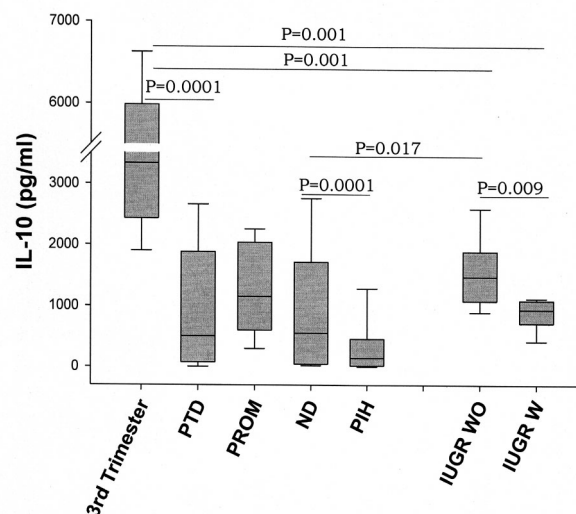 7000
P=0.001
P=0.001
6000
P=0.0001
P=0.017
3000
P=0.0001
P=0.009
2000
1000
0
IL-10 (pg/ml)
3rd Trimester
PTD
PROM
ND
PIH
IUGR WO
IUGR W